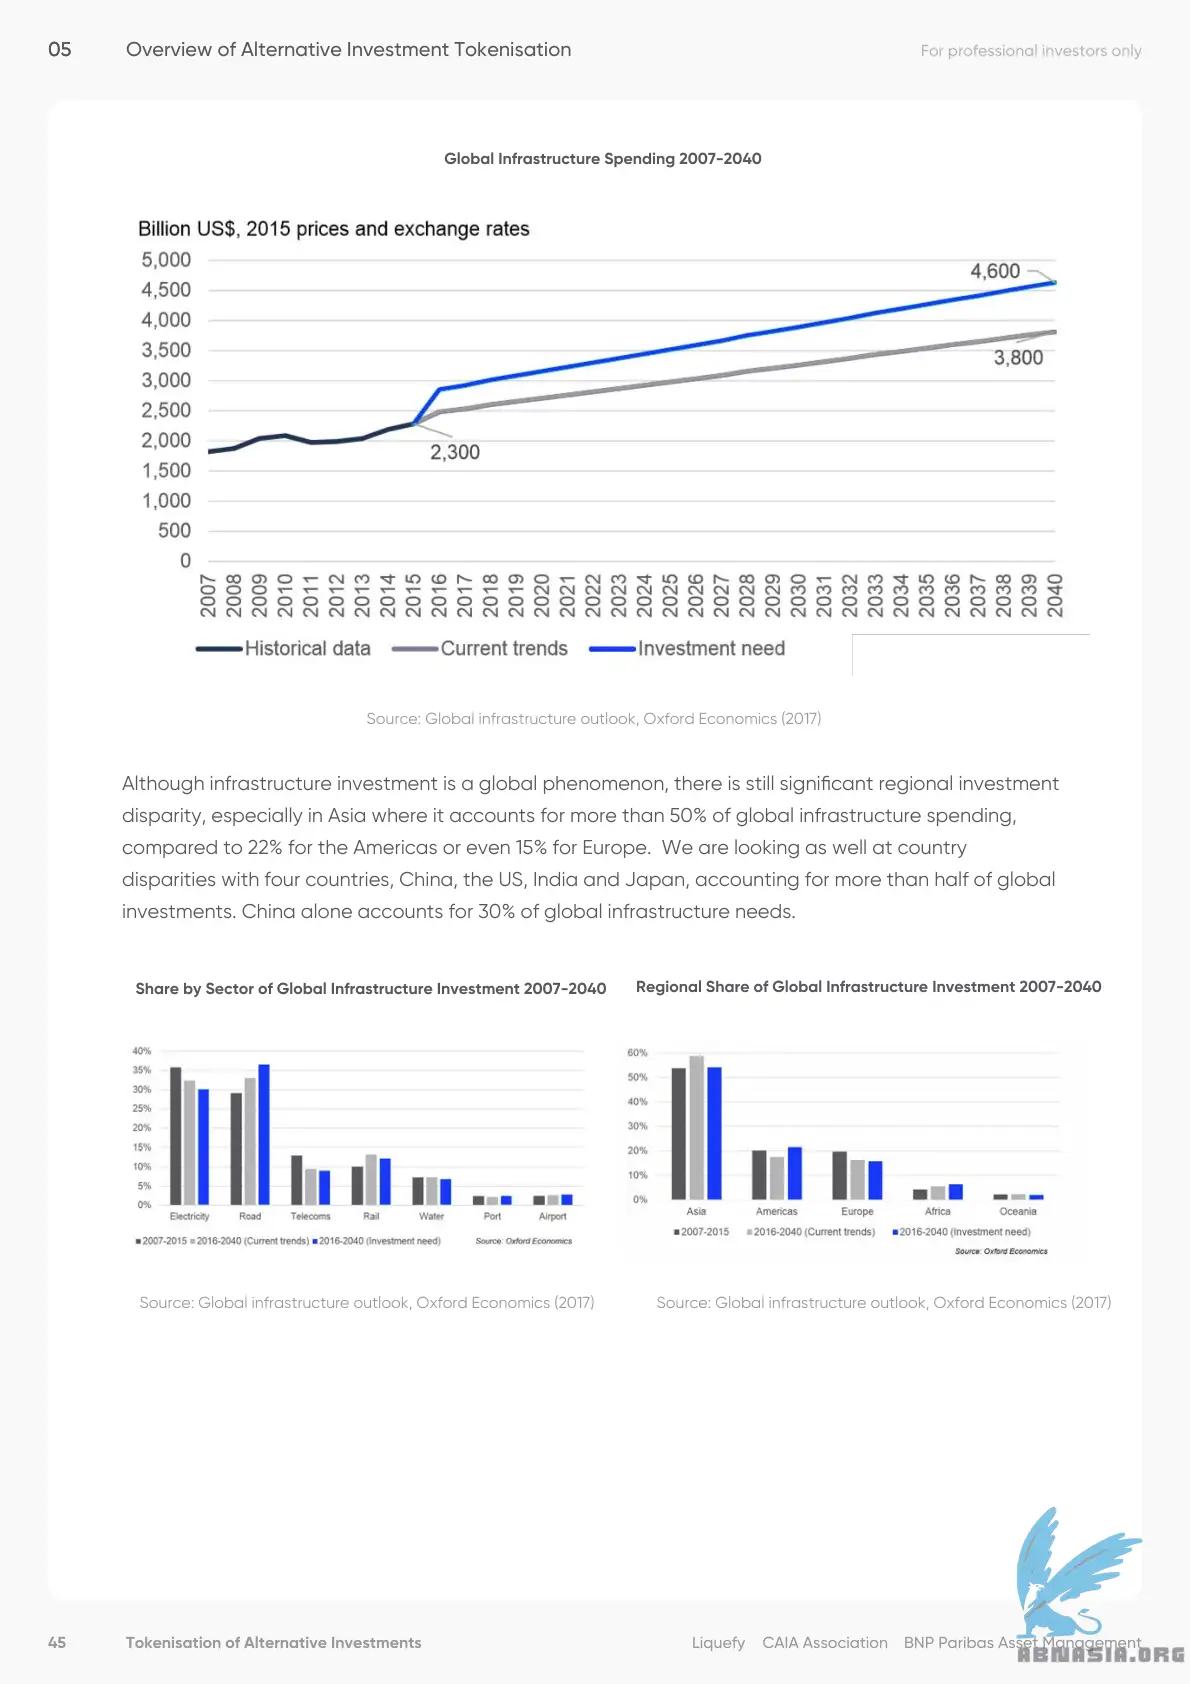 05 Overview of Alternative Investment Tokenisation For professional investors only
Global Infrastructure Spending 2007-2040
Billion US$, 2015 prices and exchange rates
5,000
4,500
4,000
3,500
3,000
2,500
2,000
1,500
1,000
500
0
4,600
3,800
2,300
2007 2008 2009 2010 2011 2012 2013 2014 2015 2016 2017 2018 2019 2020 2021 2022 2023 2024 2025 2026 2027 2028 2029 2030 2031 2032 2033 2034 2035 2036 2037 2038 2039 2040
Historical data Current trends Investment need
Source: Global infrastructure outlook, Oxford Economics (2017)
Although infrastructure investment is a global phenomenon, there is still significant regional investment
disparity, especially in Asia where it accounts for more than 50% of global infrastructure spending,
compared to 22% for the Americas or even 15% for Europe. We are looking as well at country
disparities with four countries, China, the US, India and Japan, accounting for more than half of global
investments. China alone accounts for 30% of global infrastructure needs.
Share by Sector of Global Infrastructure Investment 2007-2040
40%
35%
30%
25%
20%
15%
10%
5%
0%
Electricity Road Telecoms Rail Water Port Airport
2007-2015 2016-2040 (Current trends) 2016-2040 (Investment need) Source: Oxford Economics
Source: Global infrastructure outlook, Oxford Economics (2017)
Regional Share of Global Infrastructure Investment 2007-2040
60%
50%
40%
30%
20%
10%
0%
Asia Americas Europe Africa Oceania
2007-2015 2016-2040 (Current trends) 2016-2040 (Investment need)
Source: Oxford Economics
Source: Global infrastructure outlook, Oxford Economics (2017)
45 Tokenisation of Alternative Investments Liquefy CAIA Association BNP Paribas Asset Management
ABNASIA.ORG